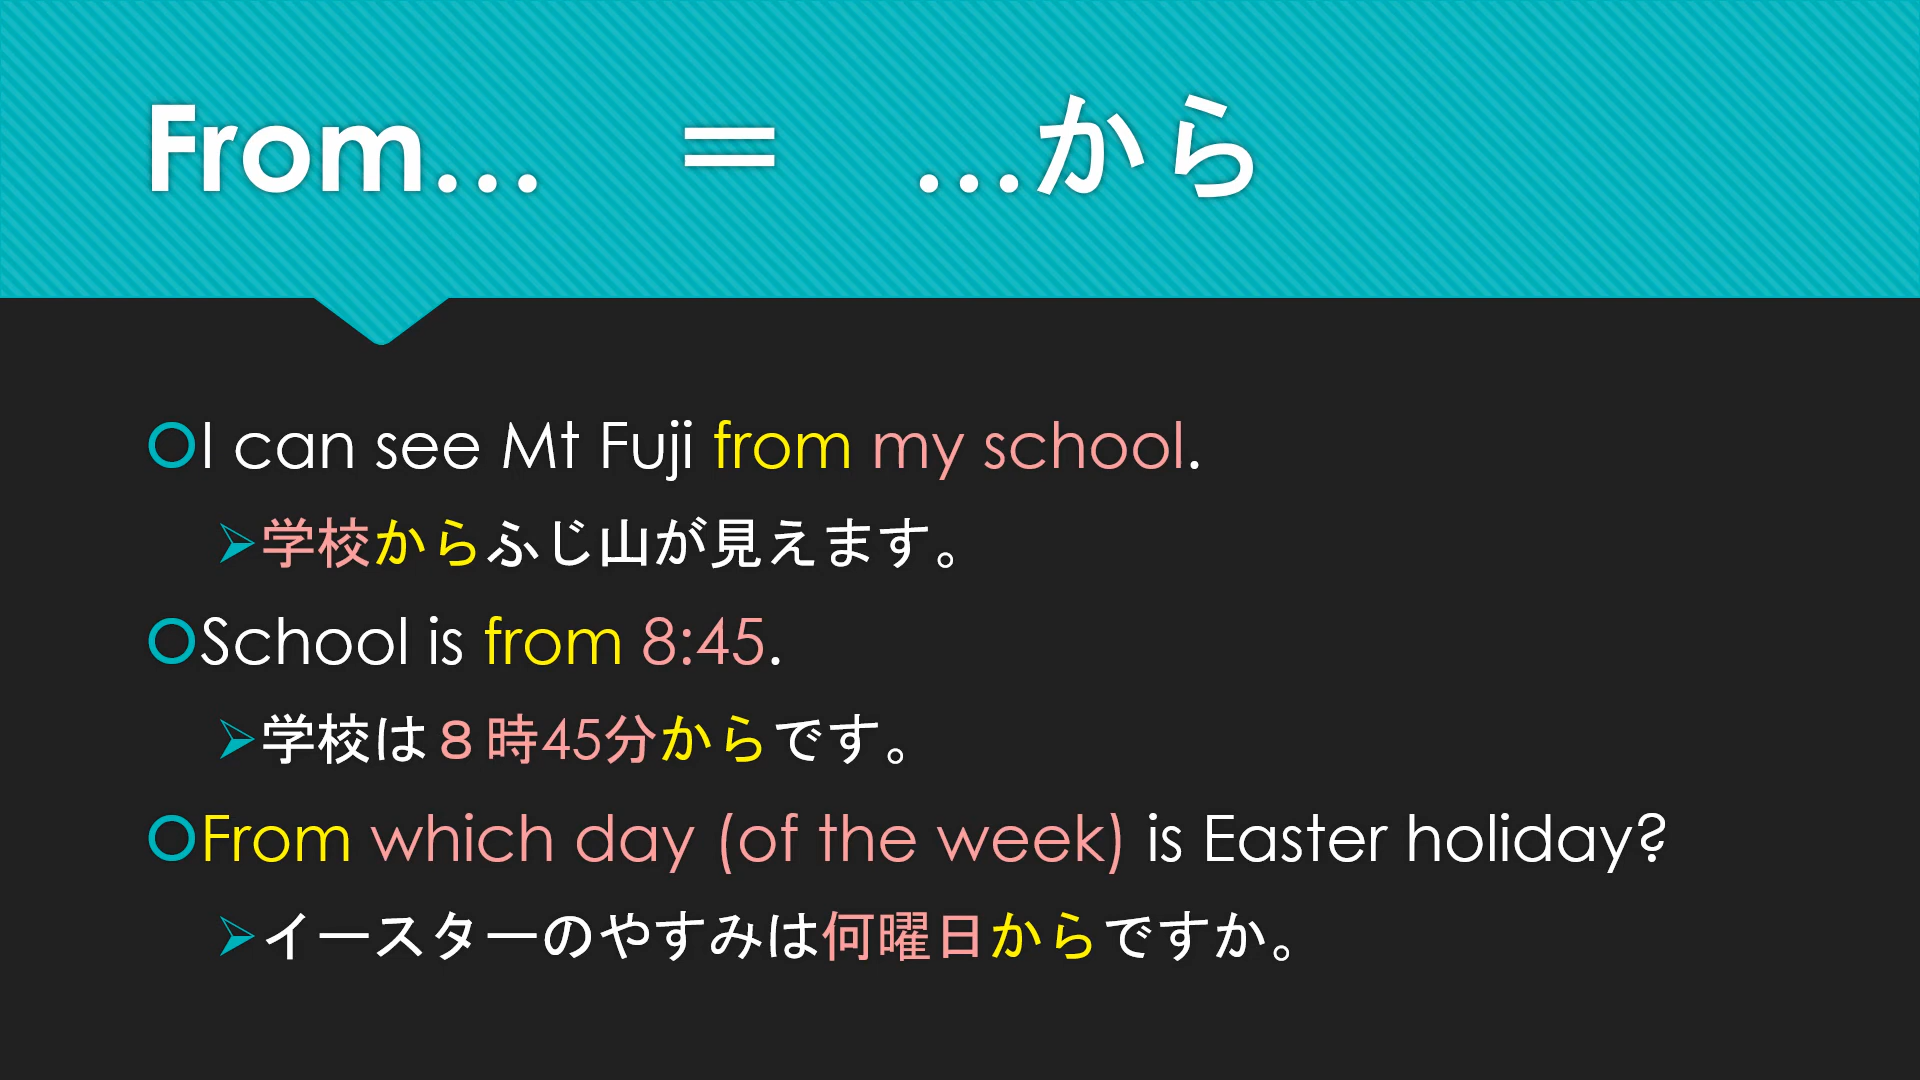 From…　＝　…から
I can see Mt Fuji from my school.
学校からふじ山が見えます。
School is from 8:45.
学校は８時45分からです。
From which day (of the week) is Easter holiday?
イースターのやすみは何曜日からですか。